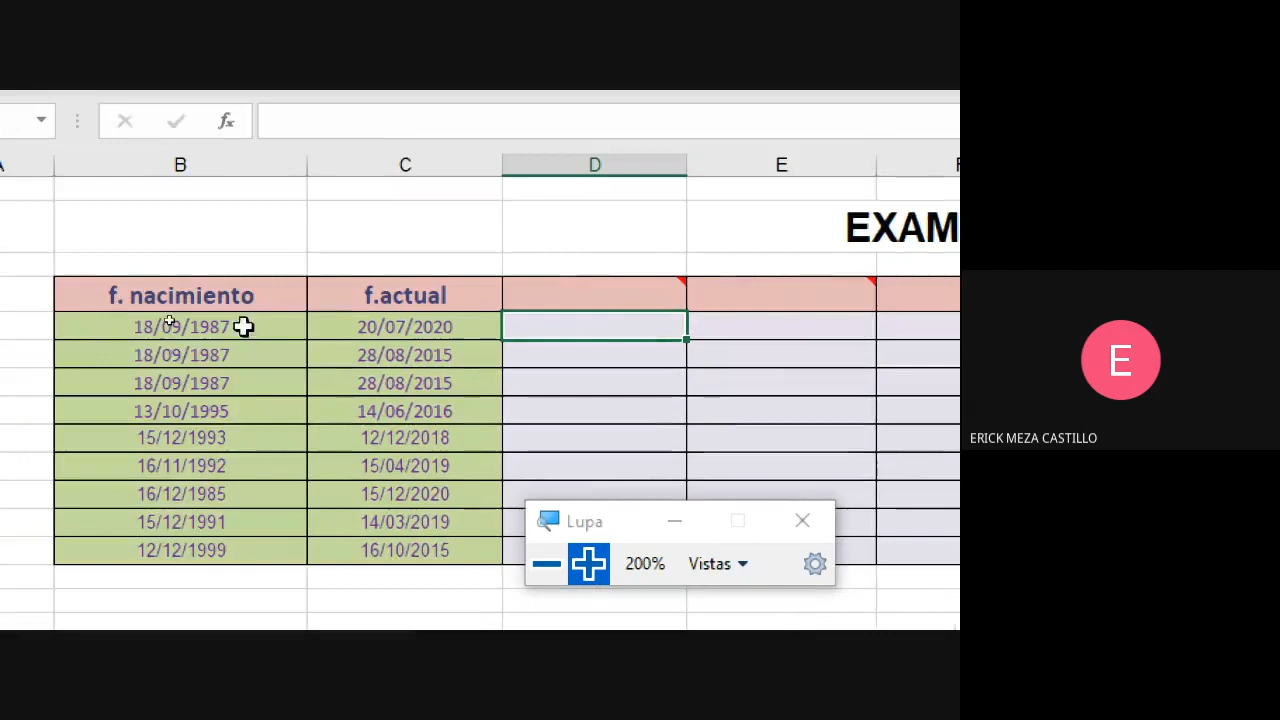 fx
A B C D E F
EXAM
f. nacimiento f.actual
18/09/1987 20/07/2020
18/09/1987 28/08/2015
18/09/1987 28/08/2015
13/10/1995 14/06/2016
15/12/1993 12/12/2018
16/11/1992 15/04/2019
16/12/1985 15/12/2020
15/12/1991 14/03/2019
12/12/1999 16/10/2015
Lupa
200% Vistas
E
ERICK MEZA CASTILLO